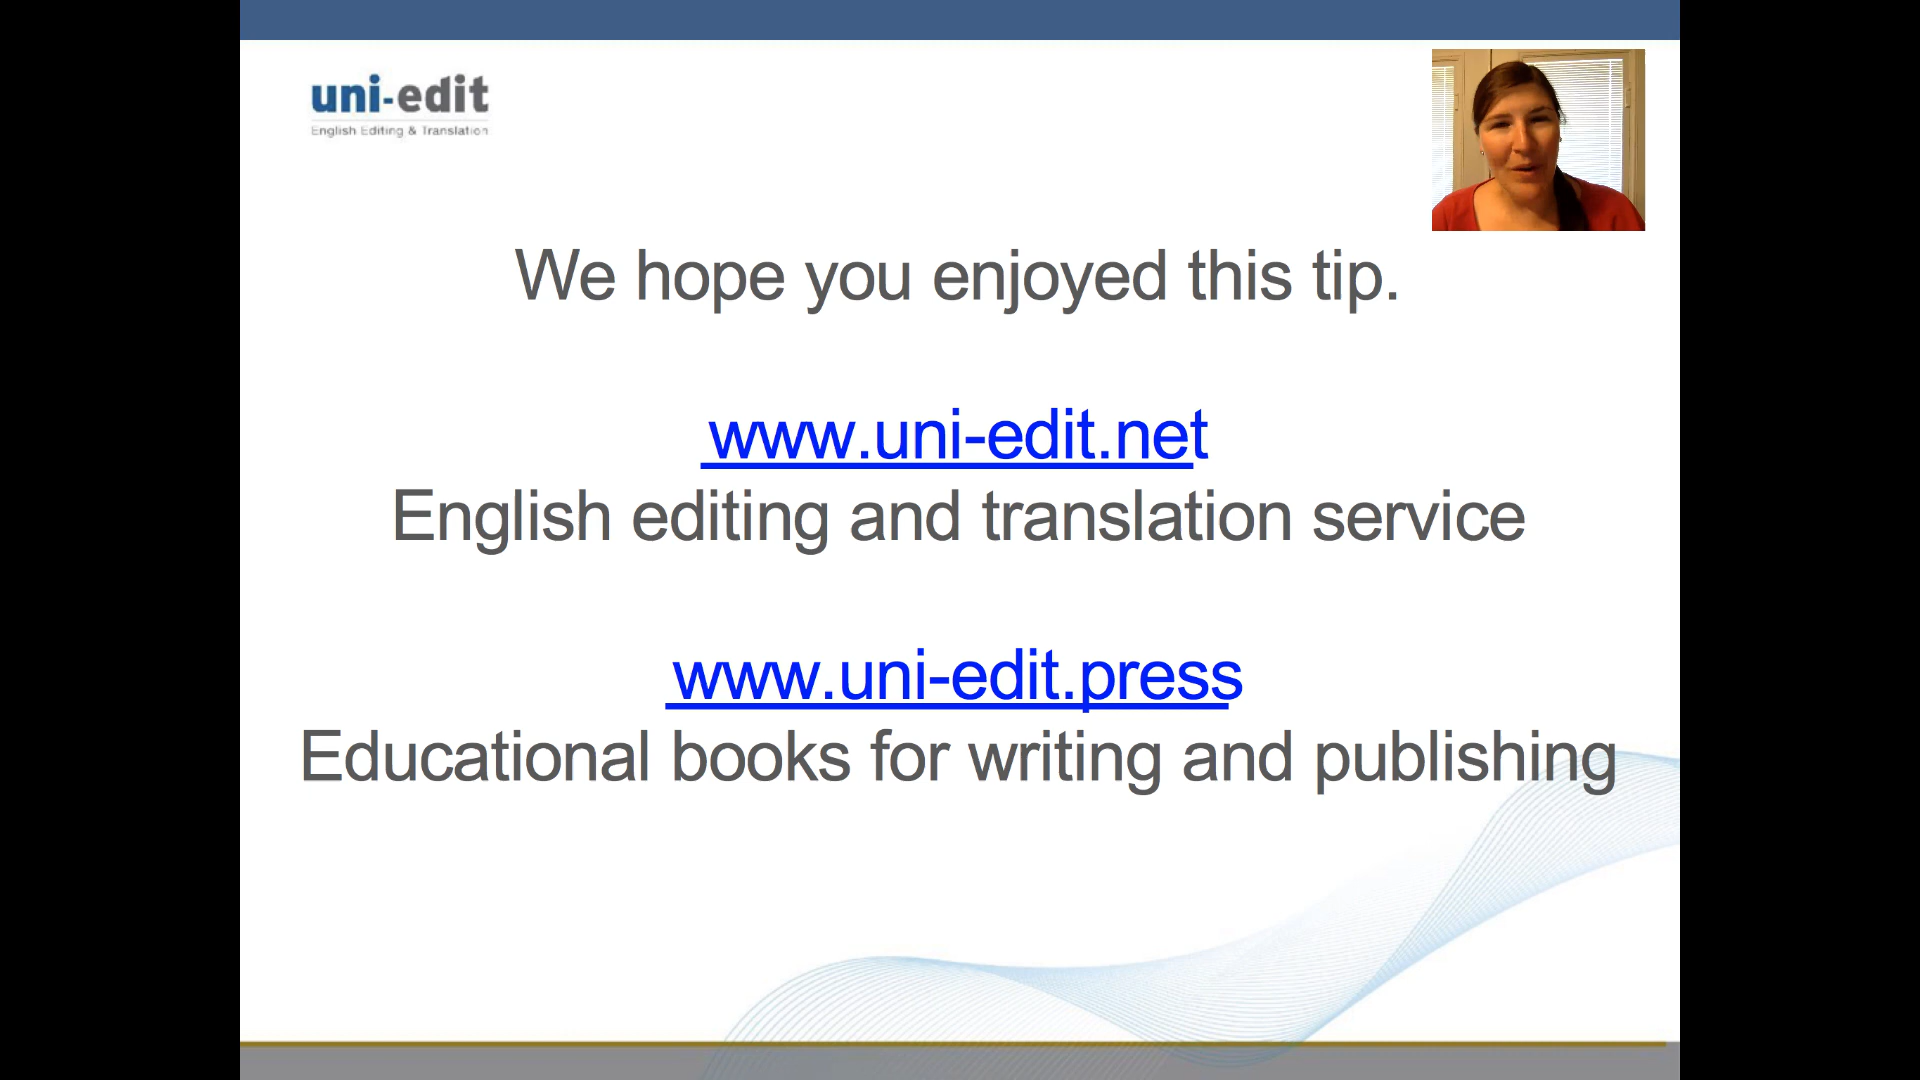 uni-edit
English Editing & Translation
We hope you enjoyed this tip.
www.uni-edit.net
English editing and translation service
www.uni-edit.press
Educational books for writing and publishing